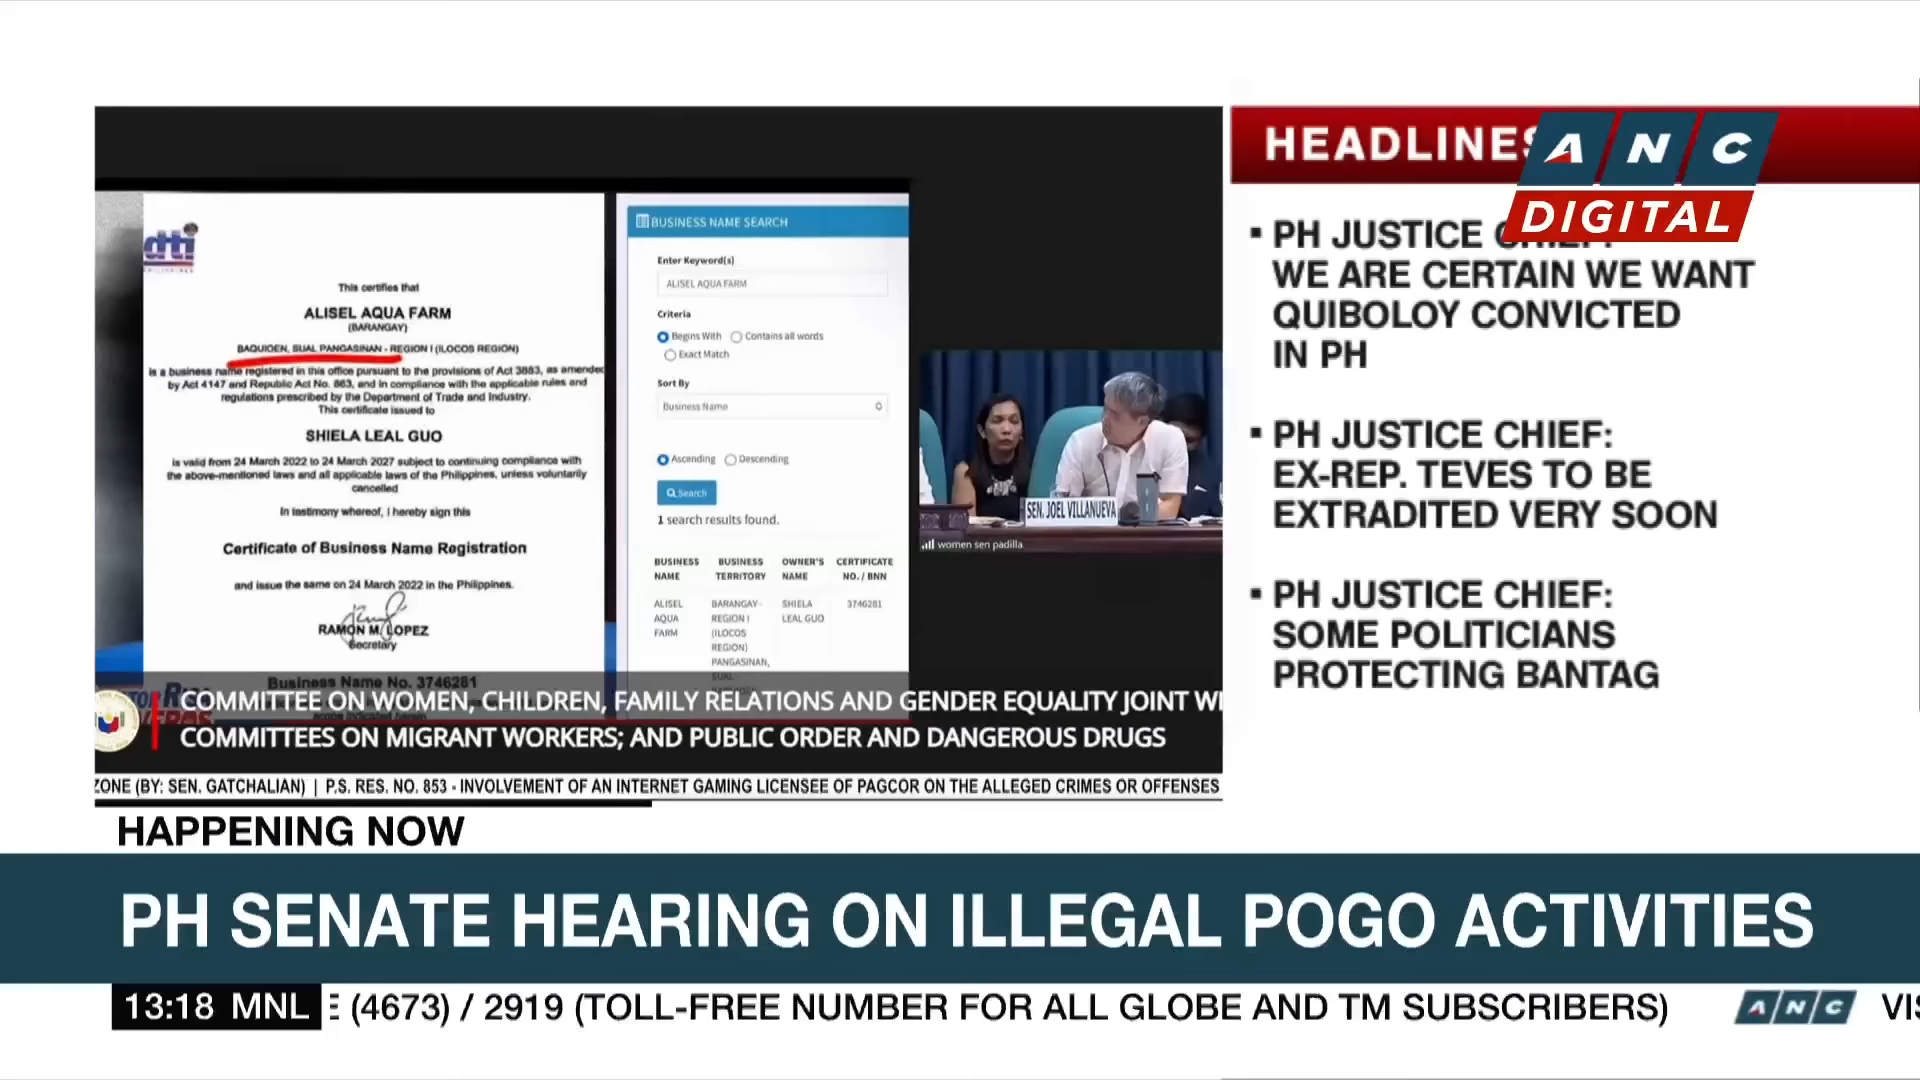 HEADLINES
ANC
DIGITAL
PH JUSTICE CHIEF:
WE ARE CERTAIN WE WANT
QUIBOLOY CONVICTED
IN PH
PH JUSTICE CHIEF:
EX-REP. TEVES TO BE
EXTRADITED VERY SOON
PH JUSTICE CHIEF:
SOME POLITICIANS
PROTECTING BANTAG
dti
PHILIPPINES
This certifies that
ALISEL AQUA FARM
(BARANGAY)
BAQUIOEN, SUAL PANGASINAN - REGION I (ILOCOS REGION)
is a business name registered in this office pursuant to the provisions of Act 3883, as amended
by Act 4147 and Republic Act No. 863, and in compliance with the applicable rules and
regulations prescribed by the Department of Trade and Industry.
This certificate issued to
SHIELA LEAL GUO
is valid from 24 March 2022 to 24 March 2027 subject to continuing compliance with
the above-mentioned laws and all applicable laws of the Philippines, unless voluntarily
cancelled
In testimony whereof, I hereby sign this
Certificate of Business Name Registration
and issue the same on 24 March 2022 in the Philippines.
RAMON M. LOPEZ
Secretary
Business Name No. 3746281
BUSINESS NAME SEARCH
Enter Keyword(s)
ALISEL AQUA FARM
Criteria
Begins With Contains all words
Exact Match
Sort By
Business Name
Ascending Descending
Search
1 search results found.
BUSINESS BUSINESS OWNER'S CERTIFICATE
NAME TERRITORY NAME NO. / BNN
ALISEL BARANGAY- SHIELA 3746281
AQUA REGION I LEAL GUO
FARM (ILOCOS
REGION)
PANGASINAN,
SUAL -
SEN. JOEL VILLANUEVA
women sen padilla
COMMITTEE ON WOMEN, CHILDREN, FAMILY RELATIONS AND GENDER EQUALITY JOINT WI
COMMITTEES ON MIGRANT WORKERS; AND PUBLIC ORDER AND DANGEROUS DRUGS
ZONE (BY: SEN. GATCHALIAN) | P.S. RES. NO. 853 - INVOLVEMENT OF AN INTERNET GAMING LICENSEE OF PAGCOR ON THE ALLEGED CRIMES OR OFFENSES
HAPPENING NOW
PH SENATE HEARING ON ILLEGAL POGO ACTIVITIES
13:18 MNL E (4673) / 2919 (TOLL-FREE NUMBER FOR ALL GLOBE AND TM SUBSCRIBERS) ANC VIS